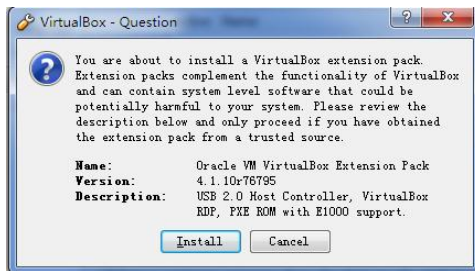 VirtualBox - Question
You are about to install a VirtualBox extension pack.
Extension packs complement the functionality of VirtualBox
and can contain system level software that could be
potentially harmful to your system. Please review the
description below and only proceed if you have obtained
the extension pack from a trusted source.
Name: Oracle VM VirtualBox Extension Pack
Version: 4.1.10r76795
Description: USB 2.0 Host Controller, VirtualBox
RDP, PXE ROM with E1000 support.
Install Cancel